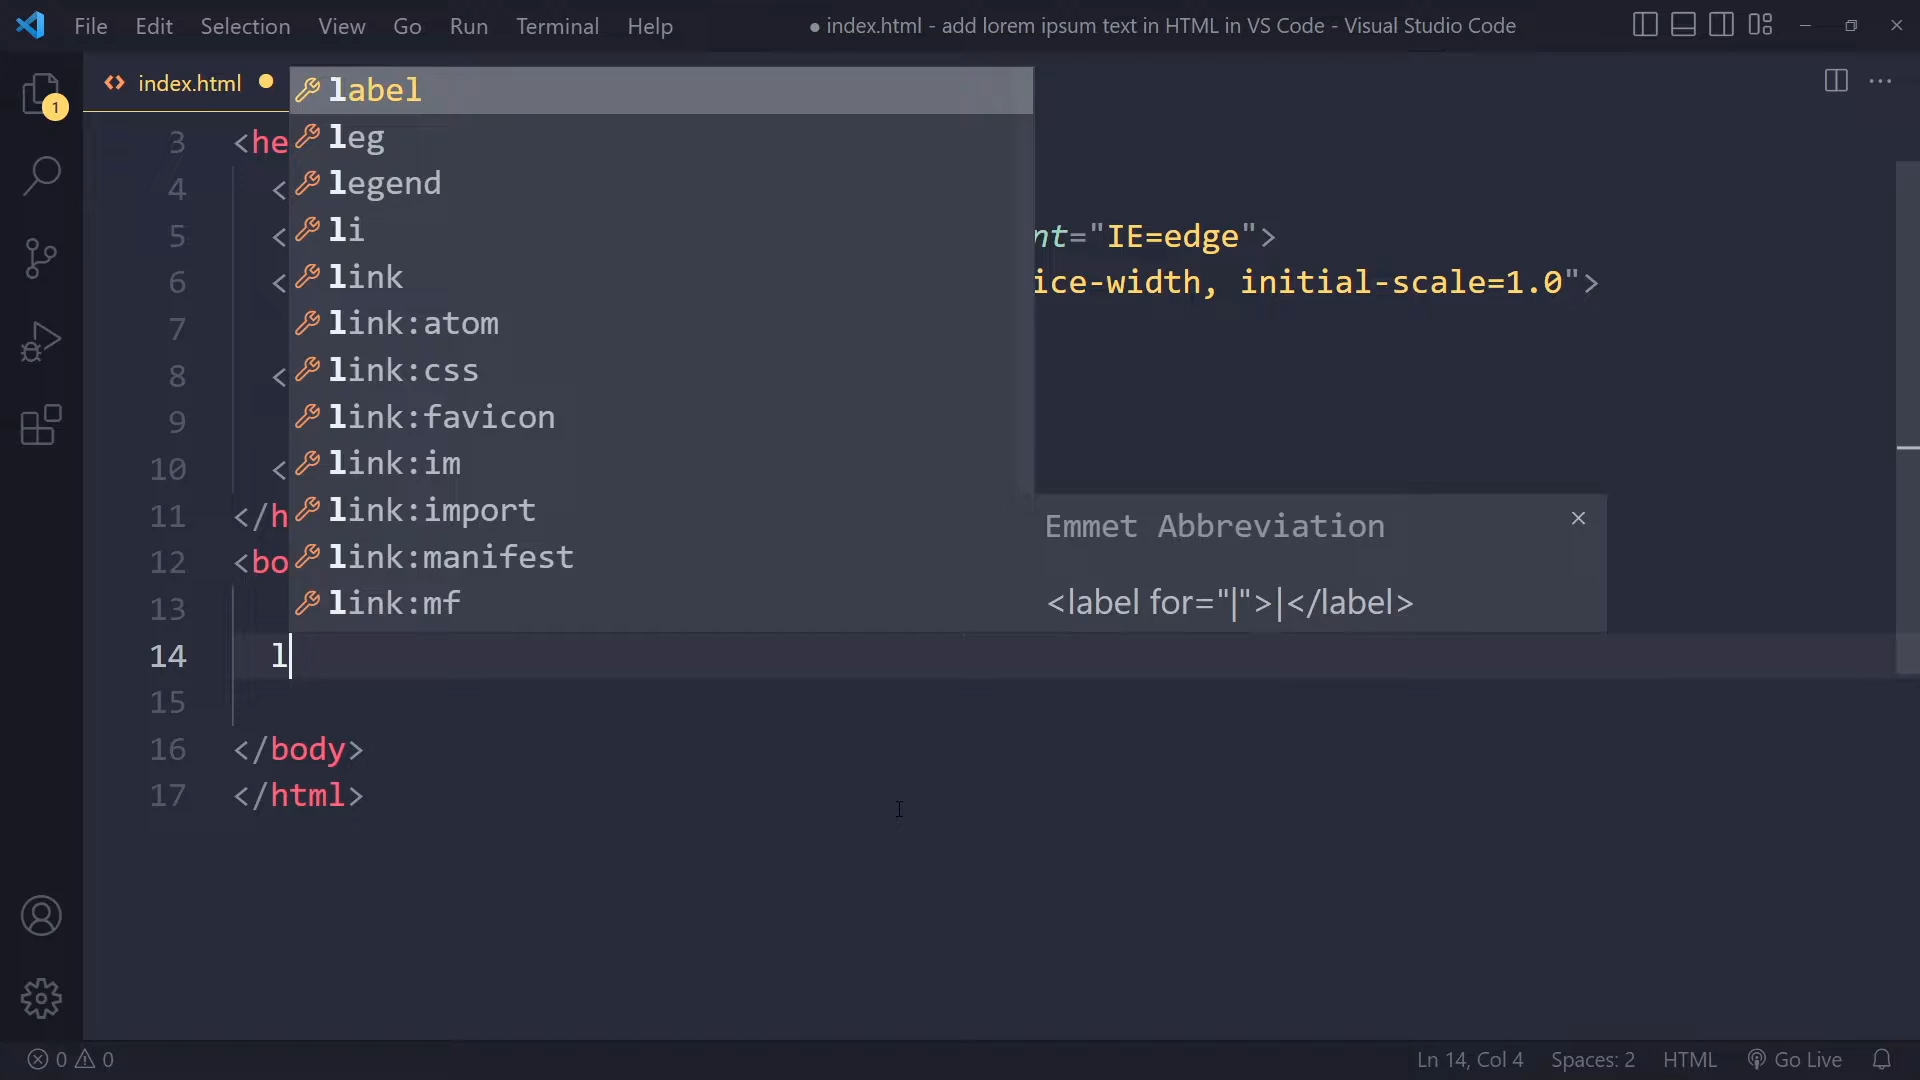 File Edit Selection View Go Run Terminal Help
● index.html - add lorem ipsum text in HTML in VS Code - Visual Studio Code
1
<> index.html ●
label
leg
legend
li
link
link:atom
link:css
link:favicon
link:im
link:import
link:manifest
link:mf
3 <he
4 <
5 < nt="IE=edge">
6 < ice-width, initial-scale=1.0">
7
8 <
9
10 <
11 </h
12 <bo
13
14 l
15
16 </body>
17 </html>
Emmet Abbreviation
<label for="|">|</label>
0 0
Ln 14, Col 4 Spaces: 2 HTML Go Live